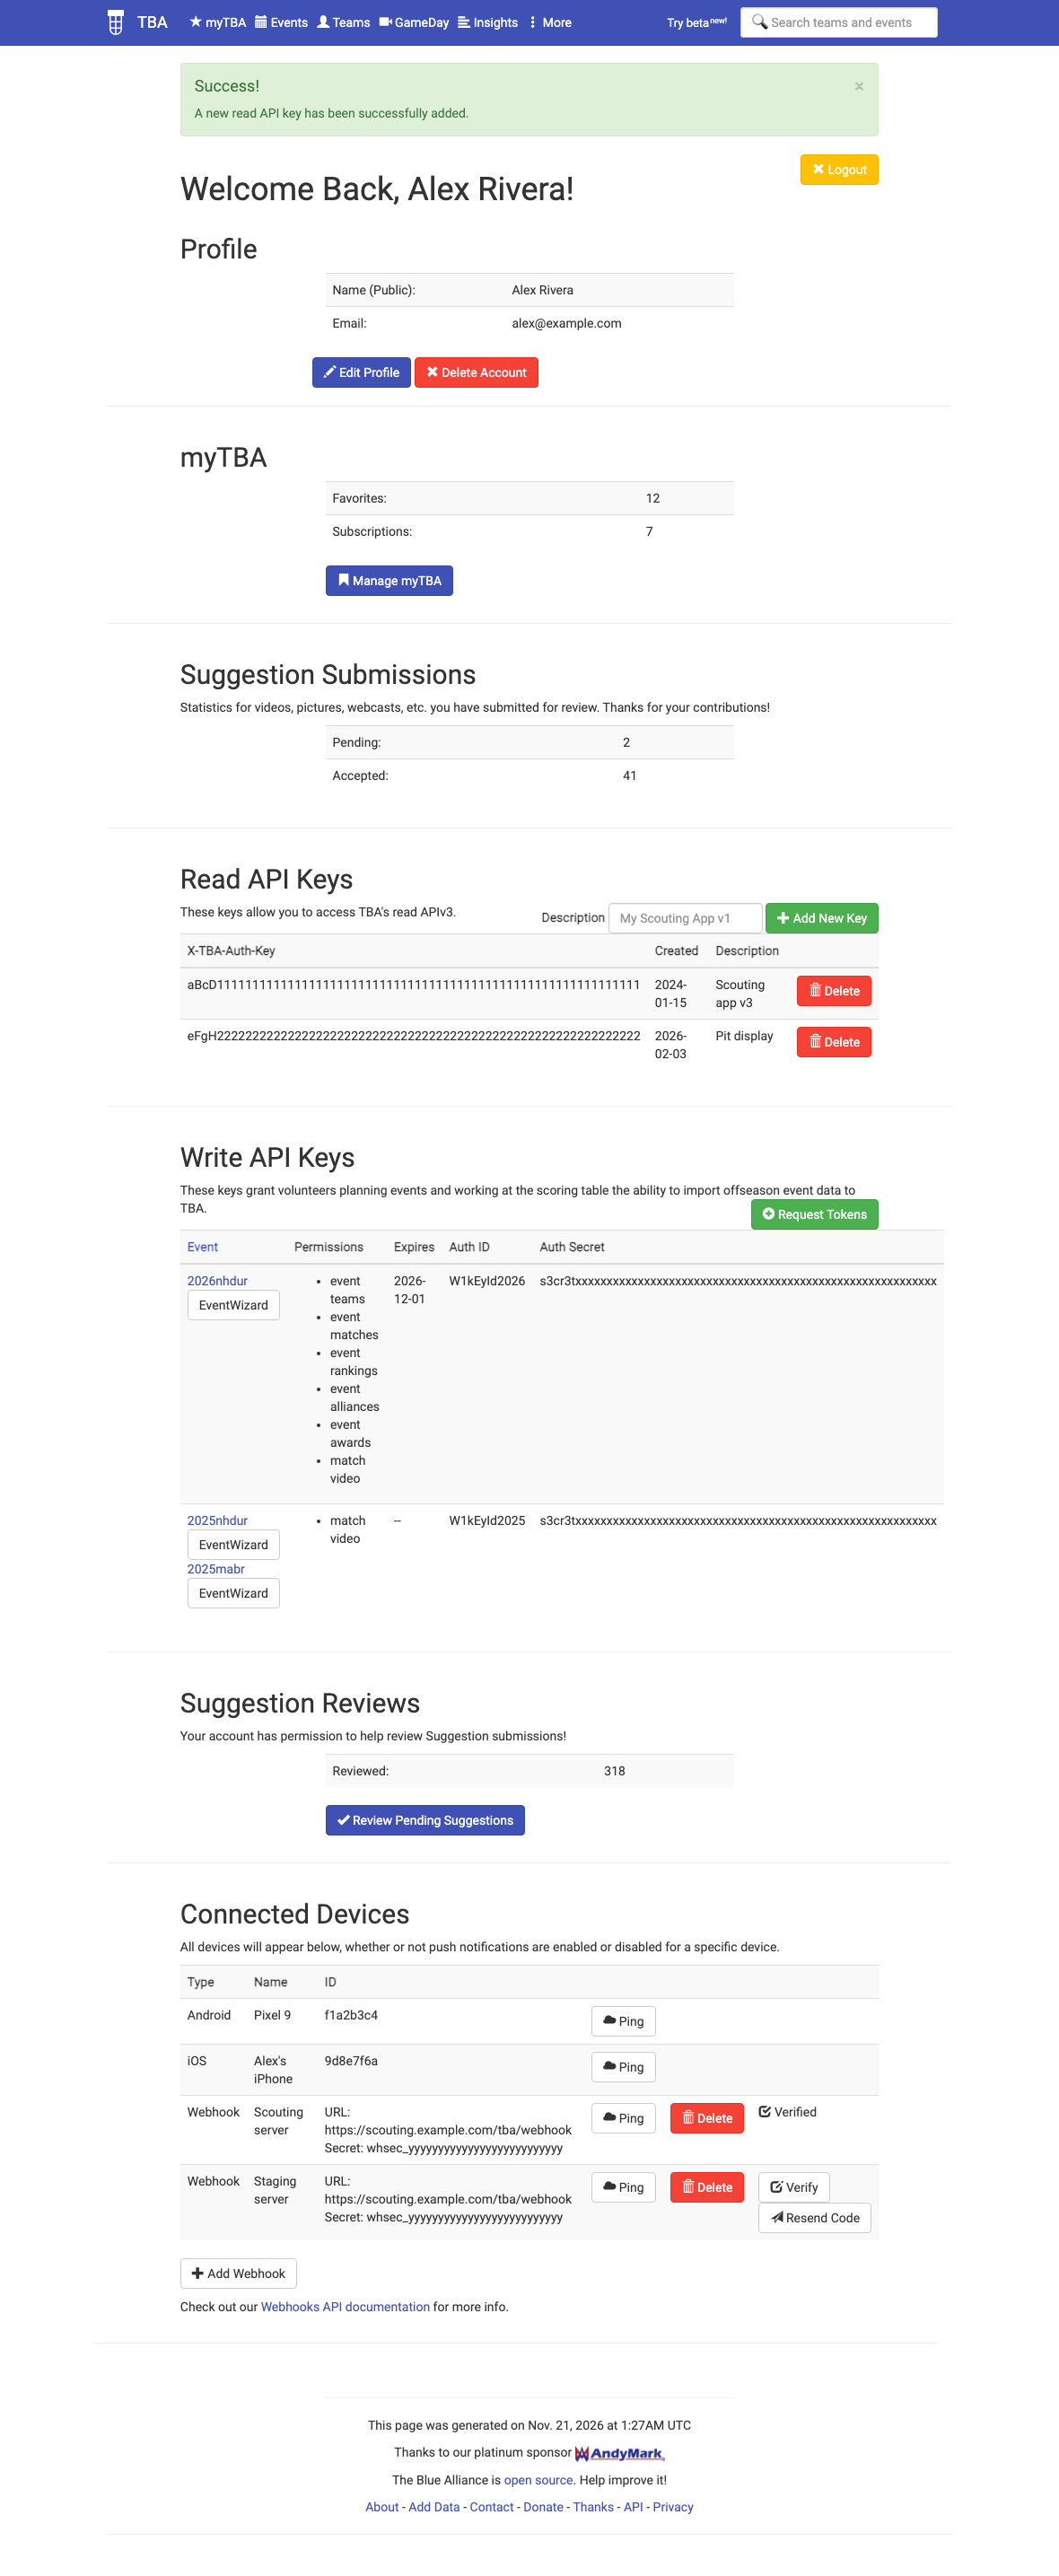 TBA myTBA Events Teams GameDay Insights More Try beta new! Search teams and events
Success! ×
A new read API key has been successfully added.
Logout
Welcome Back, Alex Rivera!
Profile
Name (Public): Alex Rivera
Email: alex@example.com
Edit Profile Delete Account
myTBA
Favorites: 12
Subscriptions: 7
Manage myTBA
Suggestion Submissions
Statistics for videos, pictures, webcasts, etc. you have submitted for review. Thanks for your contributions!
Pending: 2
Accepted: 41
Read API Keys
These keys allow you to access TBA's read APIv3. Description My Scouting App v1 Add New Key
X-TBA-Auth-Key Created Description
aBcD111111111111111111111111111111111111111111111111111111111111 2024- Scouting Delete
01-15 app v3
eFgH222222222222222222222222222222222222222222222222222222222222 2026- Pit display Delete
02-03
Write API Keys
These keys grant volunteers planning events and working at the scoring table the ability to import offseason event data to
TBA.
Request Tokens
Event Permissions Expires Auth ID Auth Secret
2026nhdur • event 2026- W1kEyId2026 s3cr3txxxxxxxxxxxxxxxxxxxxxxxxxxxxxxxxxxxxxxxxxxxxxxxxxxxxxxxxxx
EventWizard teams 12-01
• event
matches
• event
rankings
• event
alliances
• event
awards
• match
video
2025nhdur • match -- W1kEyId2025 s3cr3txxxxxxxxxxxxxxxxxxxxxxxxxxxxxxxxxxxxxxxxxxxxxxxxxxxxxxxxxx
EventWizard video
2025mabr
EventWizard
Suggestion Reviews
Your account has permission to help review Suggestion submissions!
Reviewed: 318
Review Pending Suggestions
Connected Devices
All devices will appear below, whether or not push notifications are enabled or disabled for a specific device.
Type Name ID
Android Pixel 9 f1a2b3c4 Ping
iOS Alex's 9d8e7f6a Ping
iPhone
Webhook Scouting URL: Ping Delete Verified
server https://scouting.example.com/tba/webhook
Secret: whsec_yyyyyyyyyyyyyyyyyyyyyyyyyy
Webhook Staging URL: Ping Delete Verify
server https://scouting.example.com/tba/webhook
Secret: whsec_yyyyyyyyyyyyyyyyyyyyyyyyyy Resend Code
Add Webhook
Check out our Webhooks API documentation for more info.
This page was generated on Nov. 21, 2026 at 1:27AM UTC
Thanks to our platinum sponsor AndyMark
The Blue Alliance is open source. Help improve it!
About - Add Data - Contact - Donate - Thanks - API - Privacy